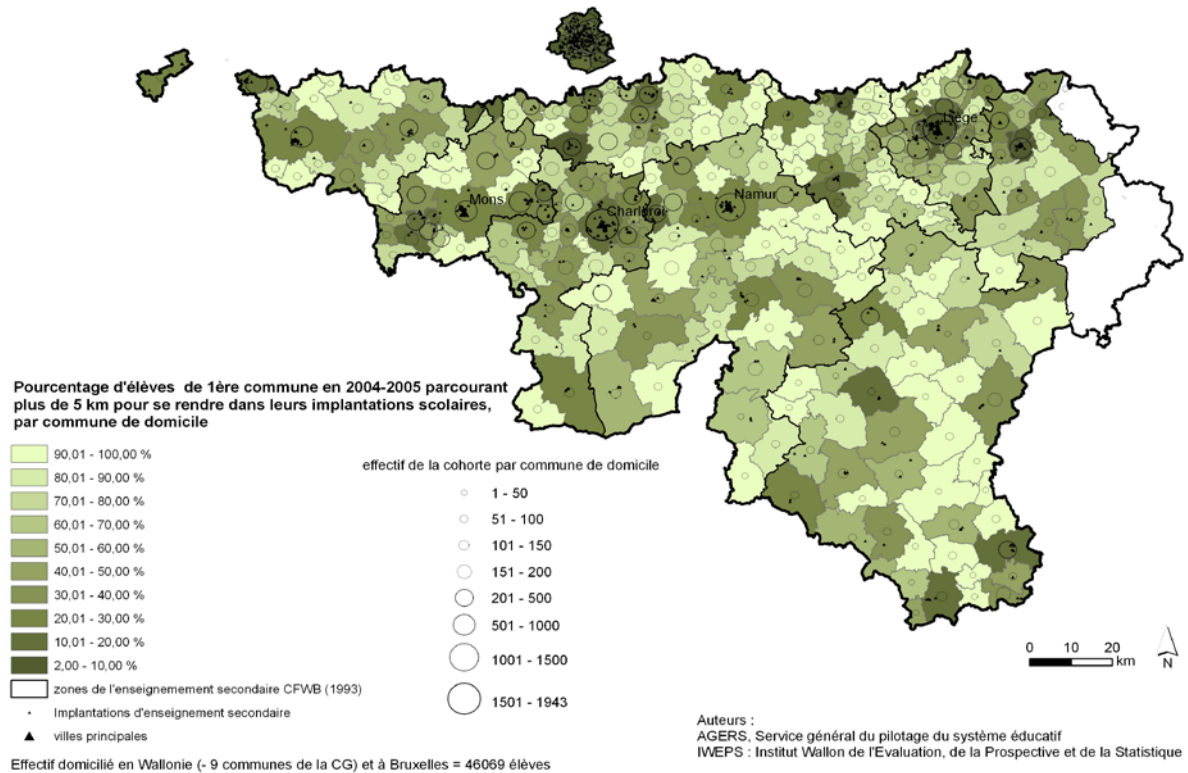 Liège
Mons
Namur
Charleroi
Pourcentage d'élèves de 1ère commune en 2004-2005 parcourant
plus de 5 km pour se rendre dans leurs implantations scolaires,
par commune de domicile
90,01 - 100,00 %
80,01 - 90,00 %
70,01 - 80,00 %
60,01 - 70,00 %
50,01 - 60,00 %
40,01 - 50,00 %
30,01 - 40,00 %
20,01 - 30,00 %
10,01 - 20,00 %
2,00 - 10,00 %
zones de l'enseignemement secondaire CFWB (1993)
Implantations d'enseignement secondaire
villes principales
Effectif domicilié en Wallonie (- 9 communes de la CG) et à Bruxelles = 46069 élèves
effectif de la cohorte par commune de domicile
1 - 50
51 - 100
101 - 150
151 - 200
201 - 500
501 - 1000
1001 - 1500
1501 - 1943
0 10 20
km
N
Auteurs :
AGERS, Service général du pilotage du système éducatif
IWEPS : Institut Wallon de l'Evaluation, de la Prospective et de la Statistique